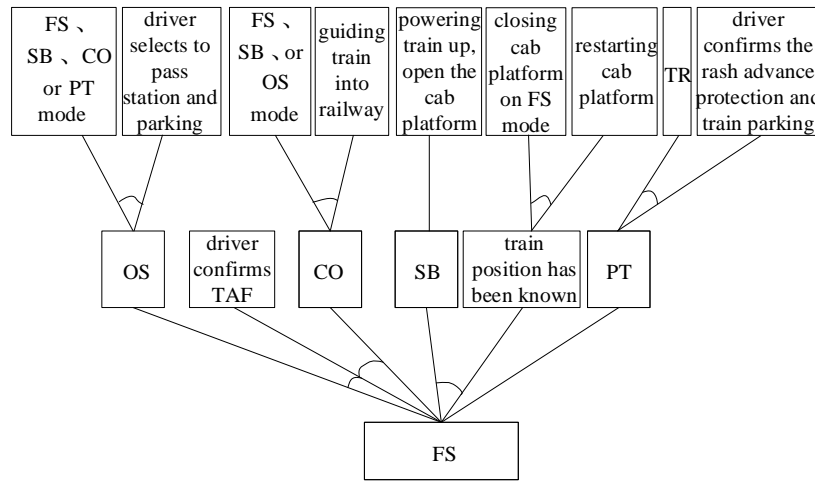 FS、
SB、CO
or PT
mode
driver
selects to
pass
station and
parking
FS、
SB、or
OS
mode
guiding
train
into
railway
powering
train up,
open the
cab
platform
closing
cab
platform
on FS
mode
restarting
cab
platform
TR
driver
confirms the
rash advance
protection and
train parking
OS
driver
confirms
TAF
CO
SB
train
position has
been known
PT
FS